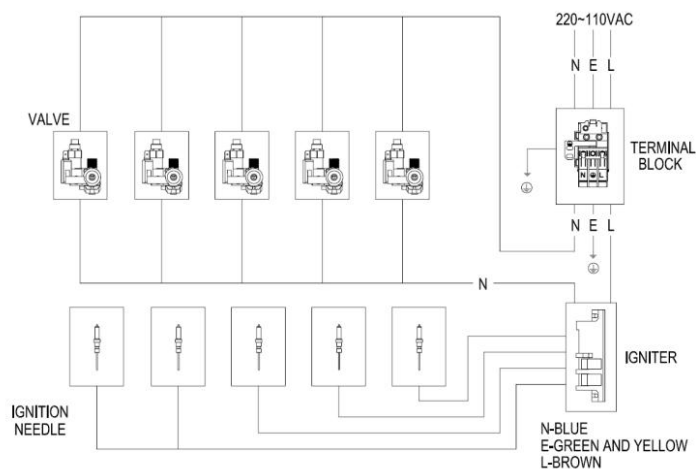 220~110VAC
N E L
VALVE
TERMINAL
BLOCK
N L
N E L
N
IGNITER
IGNITION
NEEDLE
N-BLUE
E-GREEN AND YELLOW
L-BROWN